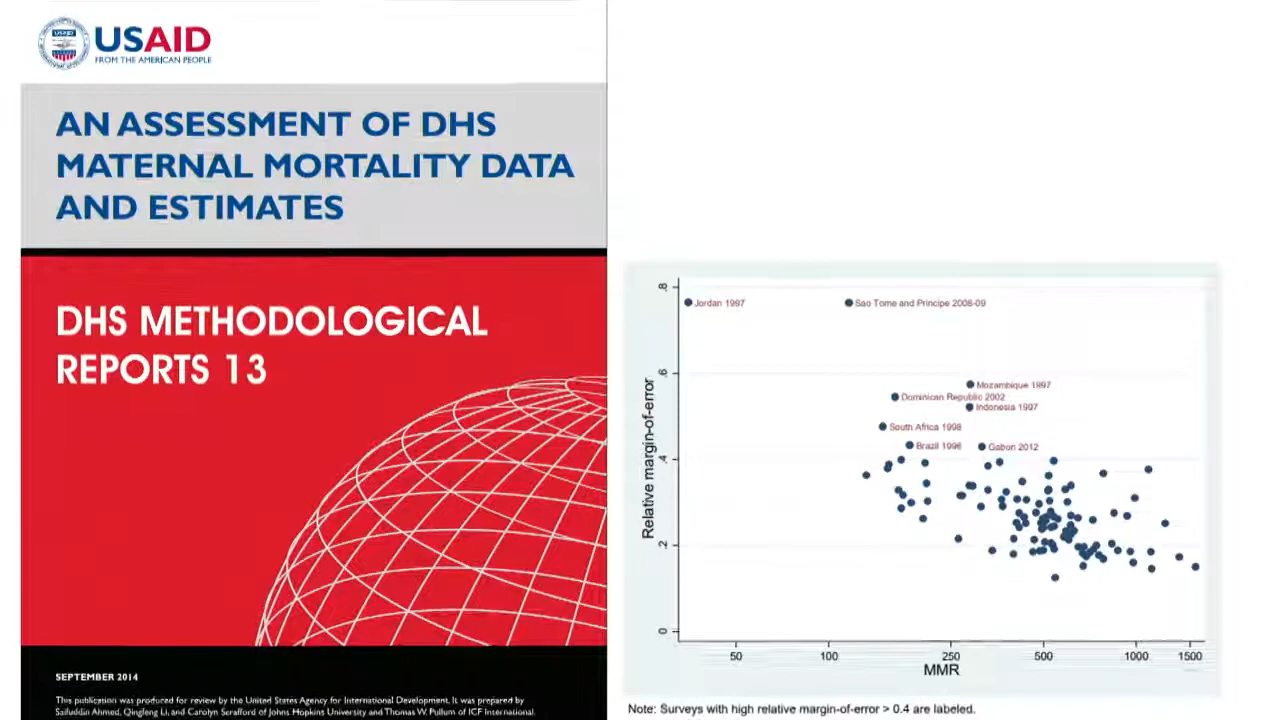 USAID
FROM THE AMERICAN PEOPLE
AN ASSESSMENT OF DHS
MATERNAL MORTALITY DATA
AND ESTIMATES
DHS METHODOLOGICAL
REPORTS 13
SEPTEMBER 2014
This publication was produced for review by the United States Agency for International Development. It was prepared by
Saifuddin Ahmed, Qingfeng Li, and Carolyn Scrafford of Johns Hopkins University and Thomas W. Pullum of ICF International.
.8
.6
.4
.2
0
Relative margin-of-error
Jordan 1997
Sao Tome and Principe 2008-09
Mozambique 1997
Dominican Republic 2002
Indonesia 1997
South Africa 1998
Brazil 1996
Gabon 2012
50
100
250
500
1000
1500
MMR
Note: Surveys with high relative margin-of-error > 0.4 are labeled.